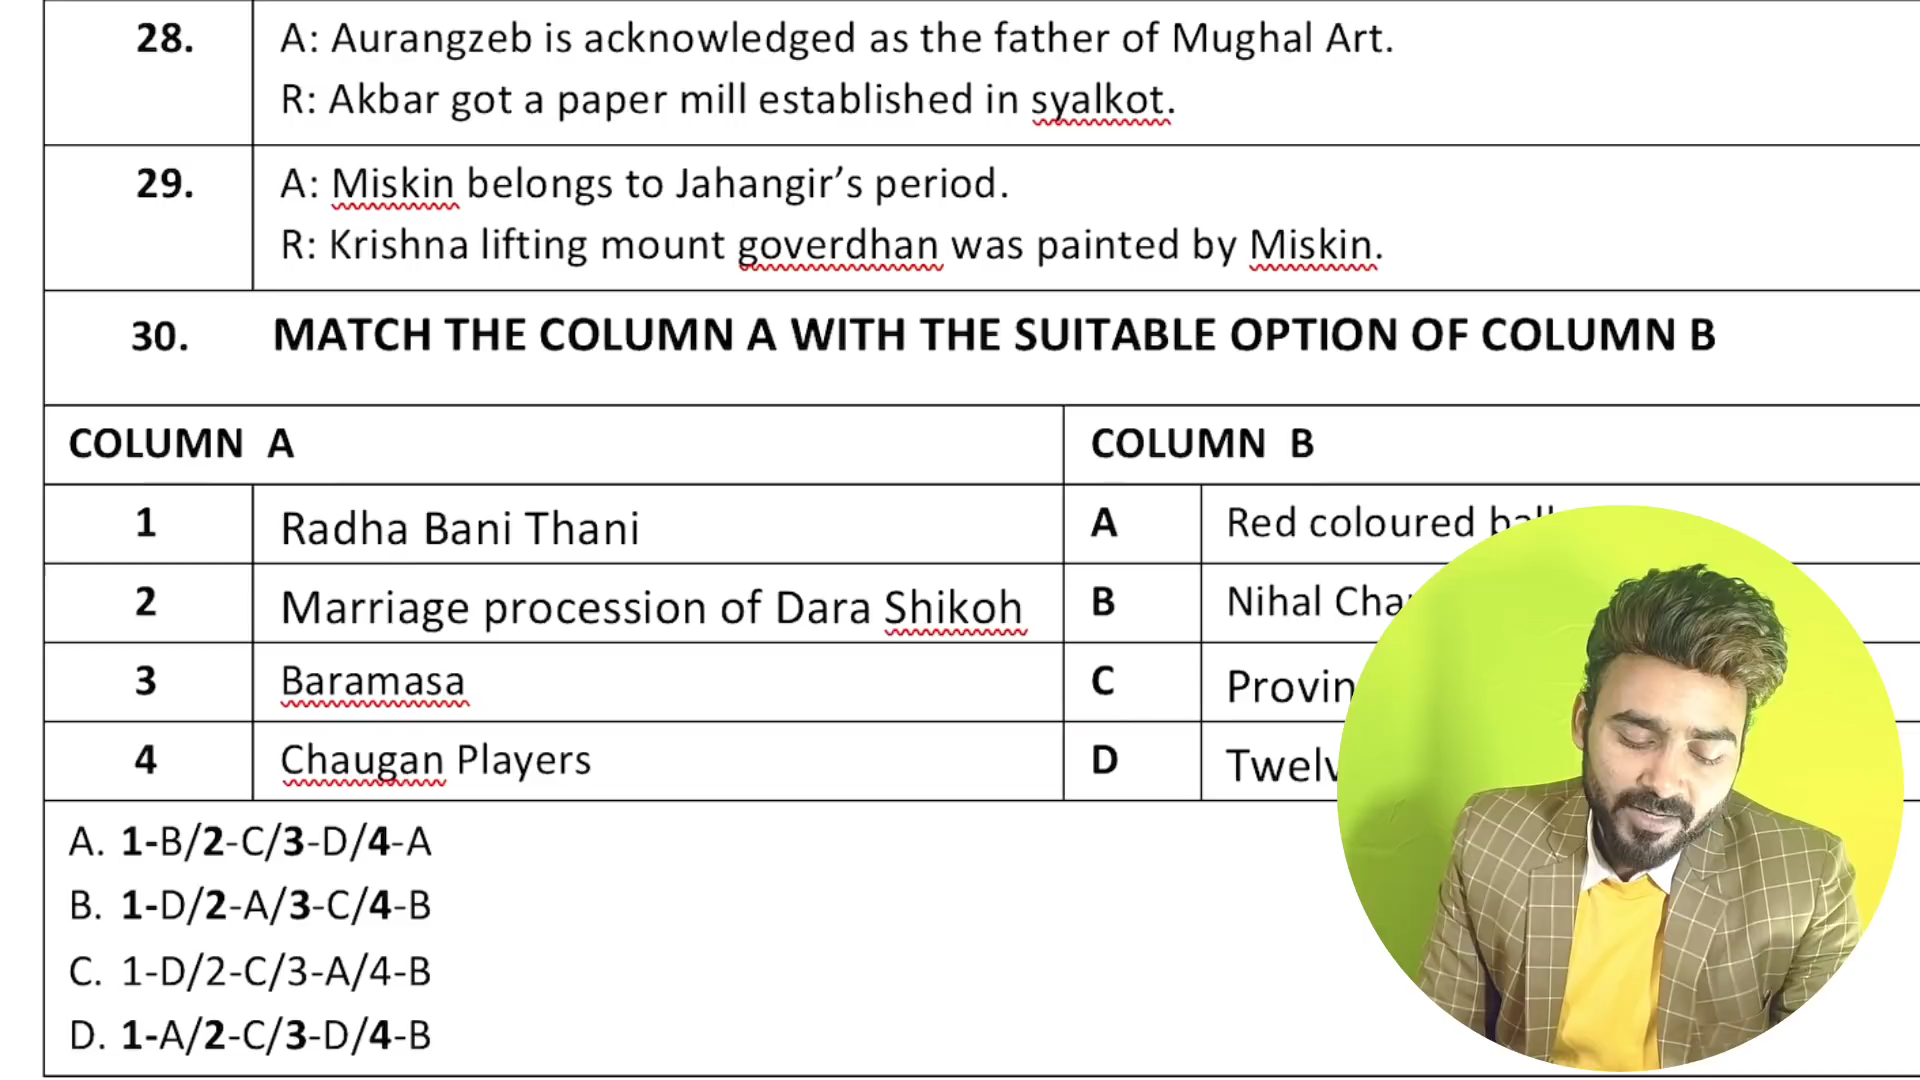 28. A: Aurangzeb is acknowledged as the father of Mughal Art.
R: Akbar got a paper mill established in syalkot.
29. A: Miskin belongs to Jahangir’s period.
R: Krishna lifting mount goverdhan was painted by Miskin.
30. MATCH THE COLUMN A WITH THE SUITABLE OPTION OF COLUMN B
COLUMN A COLUMN B
1 Radha Bani Thani A Red coloured
2 Marriage procession of Dara Shikoh B Nihal
3 Baramasa C
4 Chaugan Players D
A. 1-B/2-C/3-D/4-A
B. 1-D/2-A/3-C/4-B
C. 1-D/2-C/3-A/4-B
D. 1-A/2-C/3-D/4-B